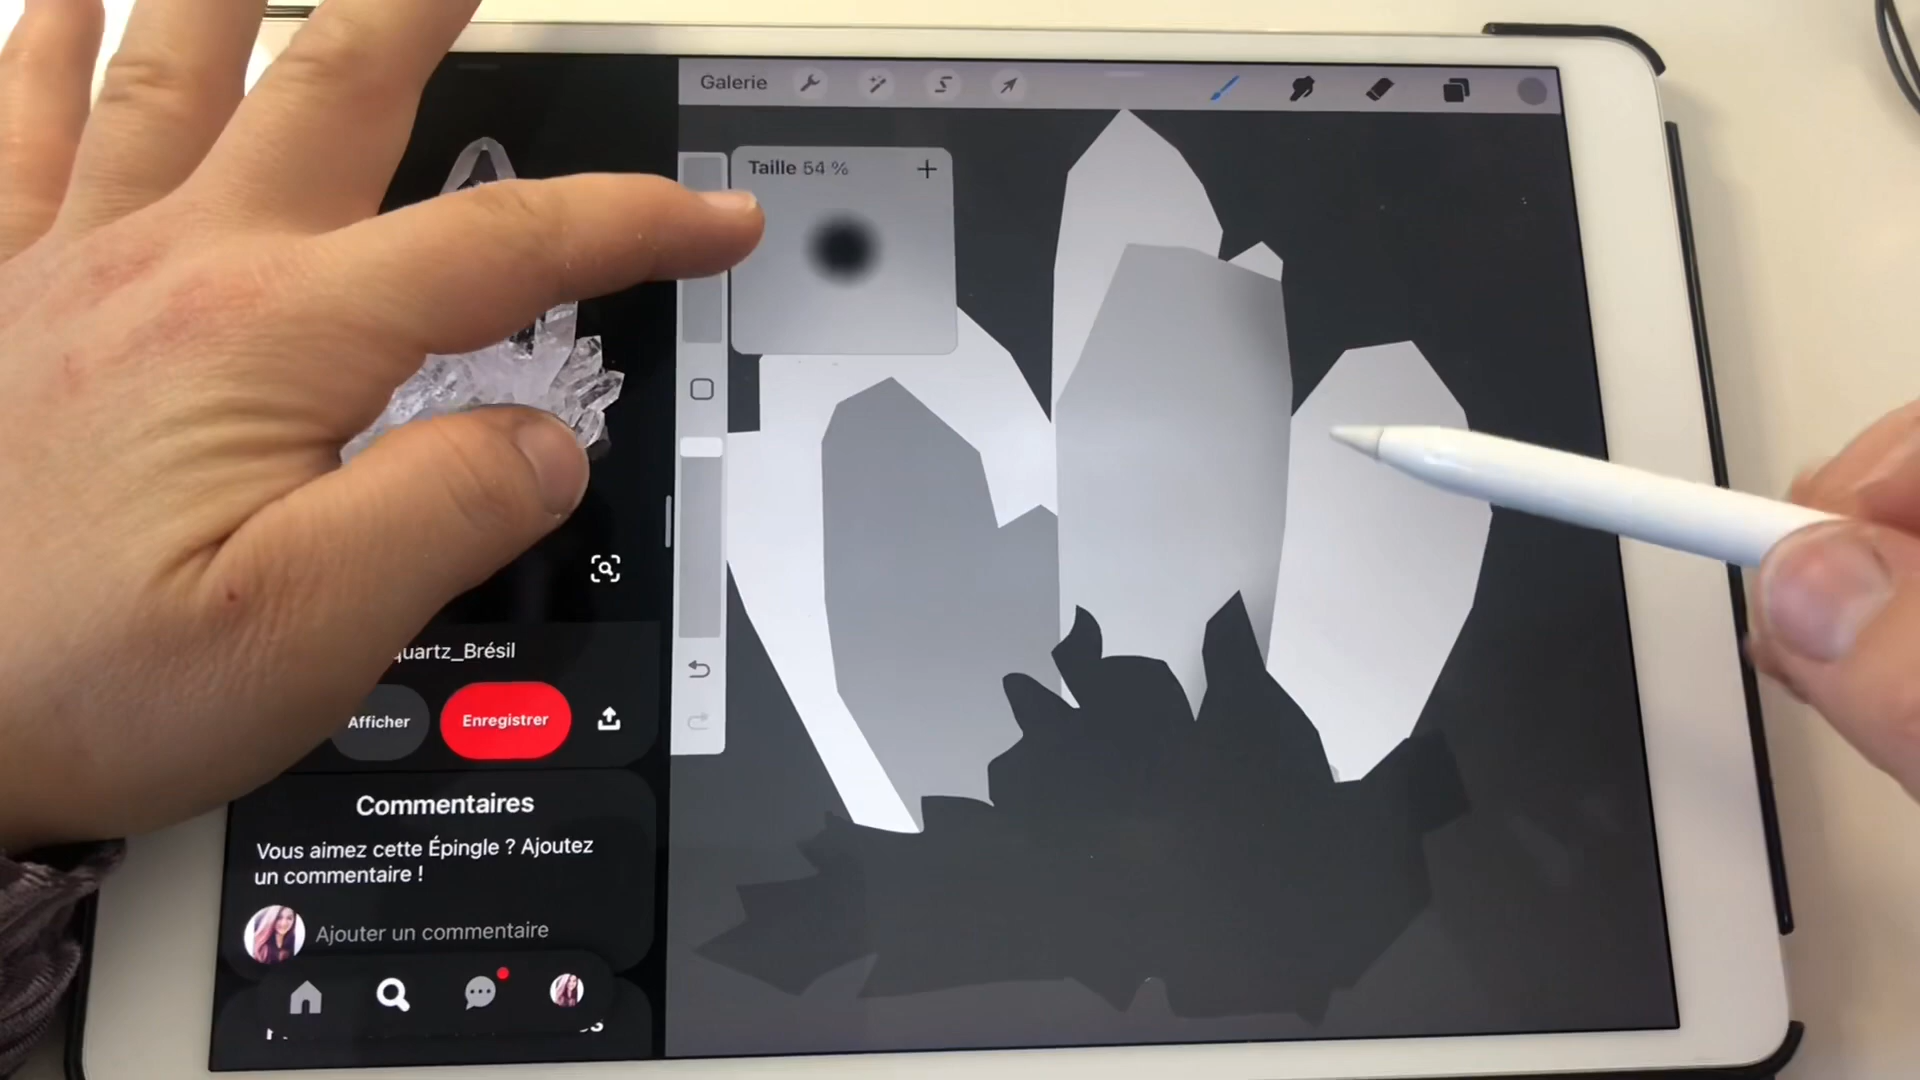 Galerie
Taille 54 %
quartz_Brésil
Afficher
Enregistrer
Commentaires
Vous aimez cette Épingle ? Ajoutez
un commentaire !
Ajouter un commentaire